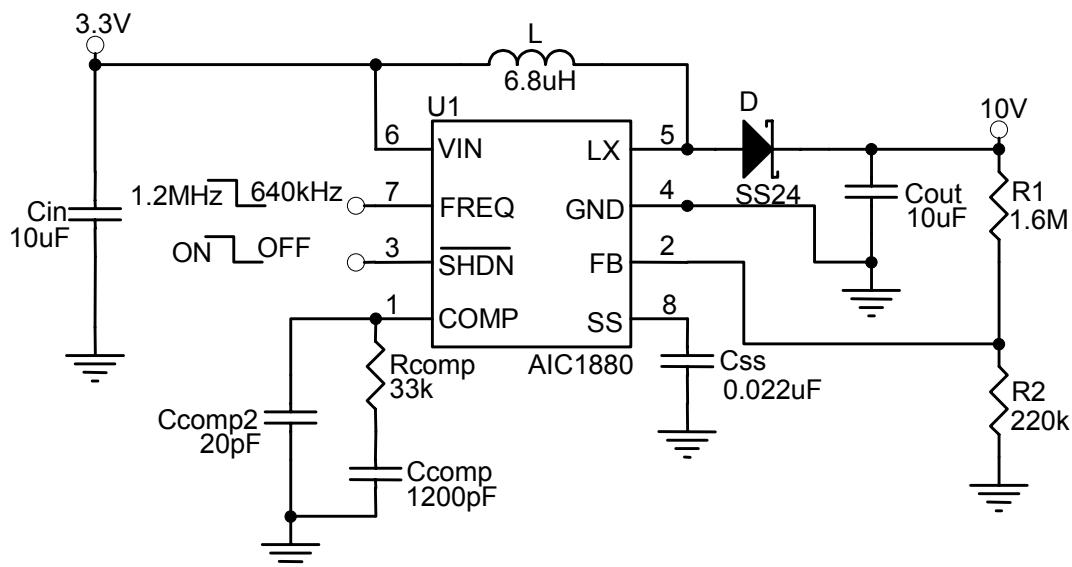 3.3V
L
6.8uH
U1
D
10V
6
VIN
LX
5
1.2MHz
640kHz
7
FREQ
GND
4
SS24
Cout
10uF
R1
1.6M
Cin
10uF
ON
OFF
3
SHDN
FB
2
1
COMP
SS
8
Rcomp
33k
AIC1880
Css
0.022uF
R2
220k
Ccomp2
20pF
Ccomp
1200pF